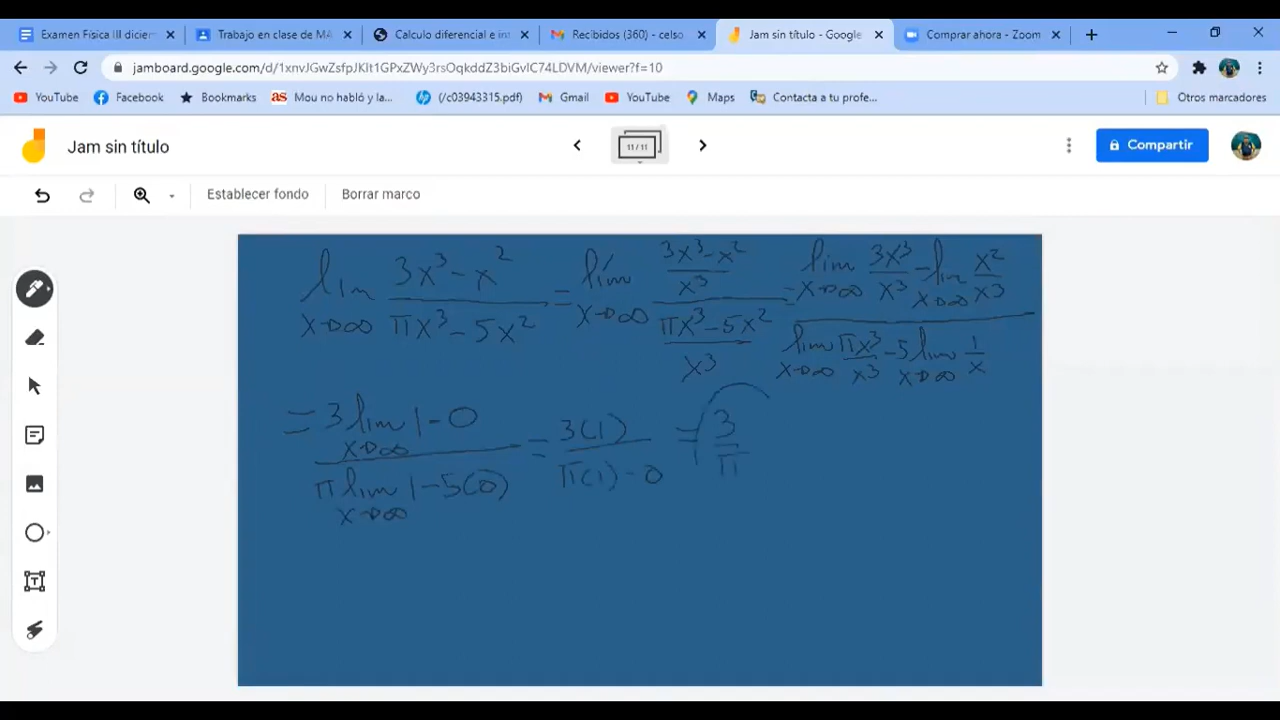 Examen Física III diciem
Trabajo en clase de MA
Calculo diferencial e int
Recibidos (360) - celso
Jam sin título - Google
Comprar ahora - Zoom
jamboard.google.com/d/1xnvJGwZsfpJKIt1GPxZWy3rsOqkddZ3biGvIC74LDVM/viewer?f=10
YouTube
Facebook
Bookmarks
as Mou no habló y la...
(/c03943315.pdf)
Gmail
YouTube
Maps
Contacta a tu profe...
Otros marcadores
Jam sin título
11 / 11
Compartir
Establecer fondo
Borrar marco
lim x→∞ (3x³ - x²)/(πx³ - 5x²) = lím x→∞ ((3x³ - x²)/x³)/((πx³ - 5x²)/x³) = (lim x→∞ 3x³/x³ - lim x→∞ x²/x³)/(lim x→∞ πx³/x³ - 5 lim x→∞ 1/x)
= (3 lim x→∞ 1 - 0)/(π lim x→∞ 1 - 5(0)) = 3(1)/(π(1) - 0) = 3/π